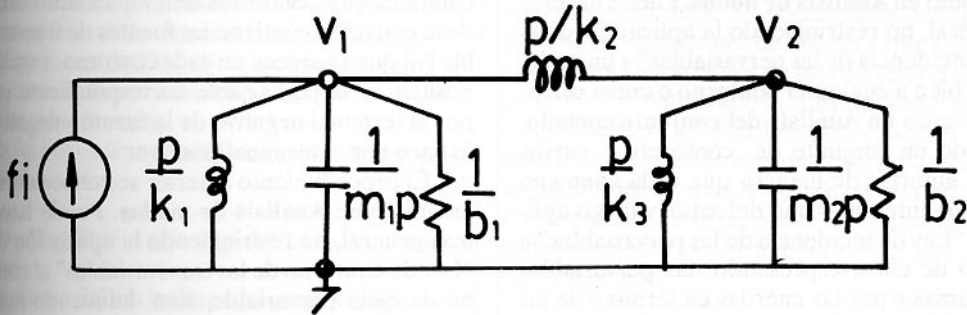 v₁
p/k₂
v₂
fi
p/k₁
1/m₁p
1/b₁
p/k₃
1/m₂p
1/b₂